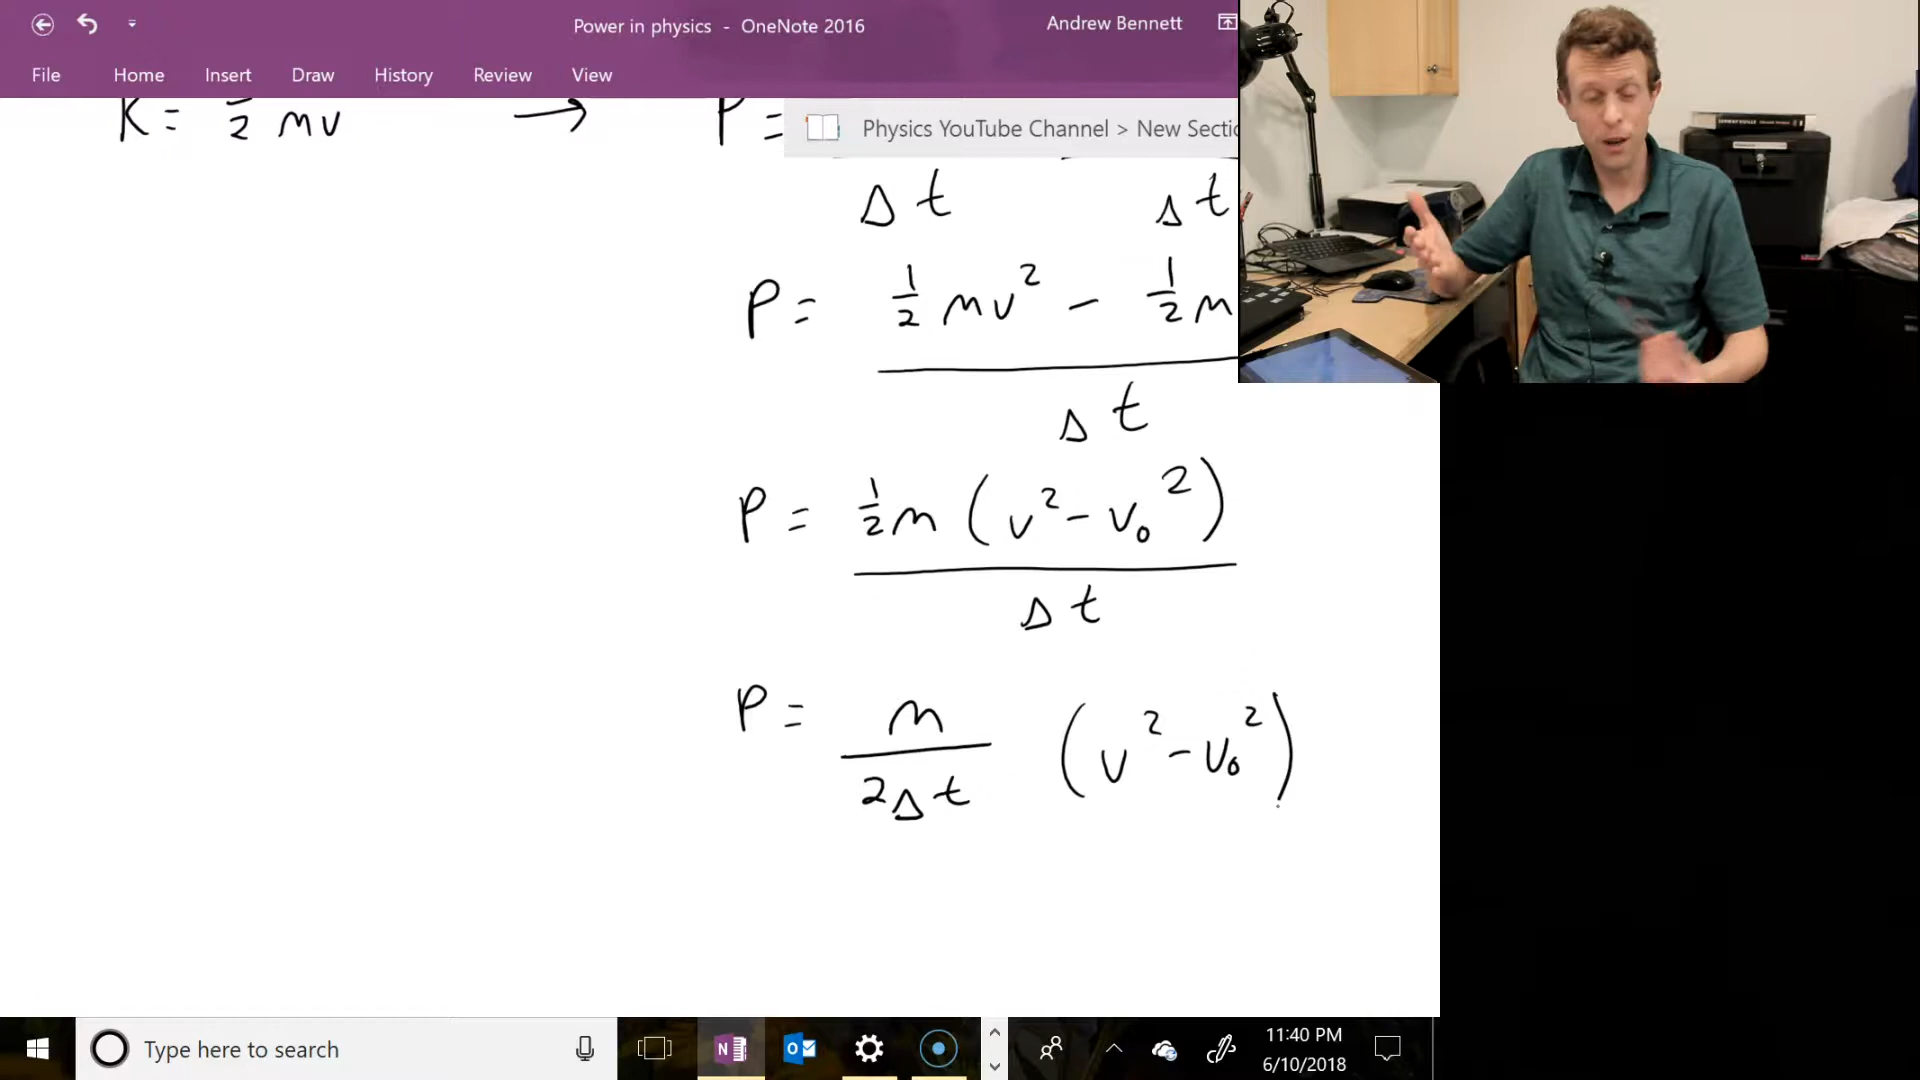 Power in physics - OneNote 2016
Andrew Bennett
File Home Insert Draw History Review View
K = 1/2 mv → P =
Physics YouTube Channel > New Secti
Δt Δt
P = 1/2 mv² - 1/2 m
Δt
P = 1/2 m (v² - v₀²)
Δt
P = m (v² - v₀²)
2Δt
Type here to search
11:40 PM
6/10/2018